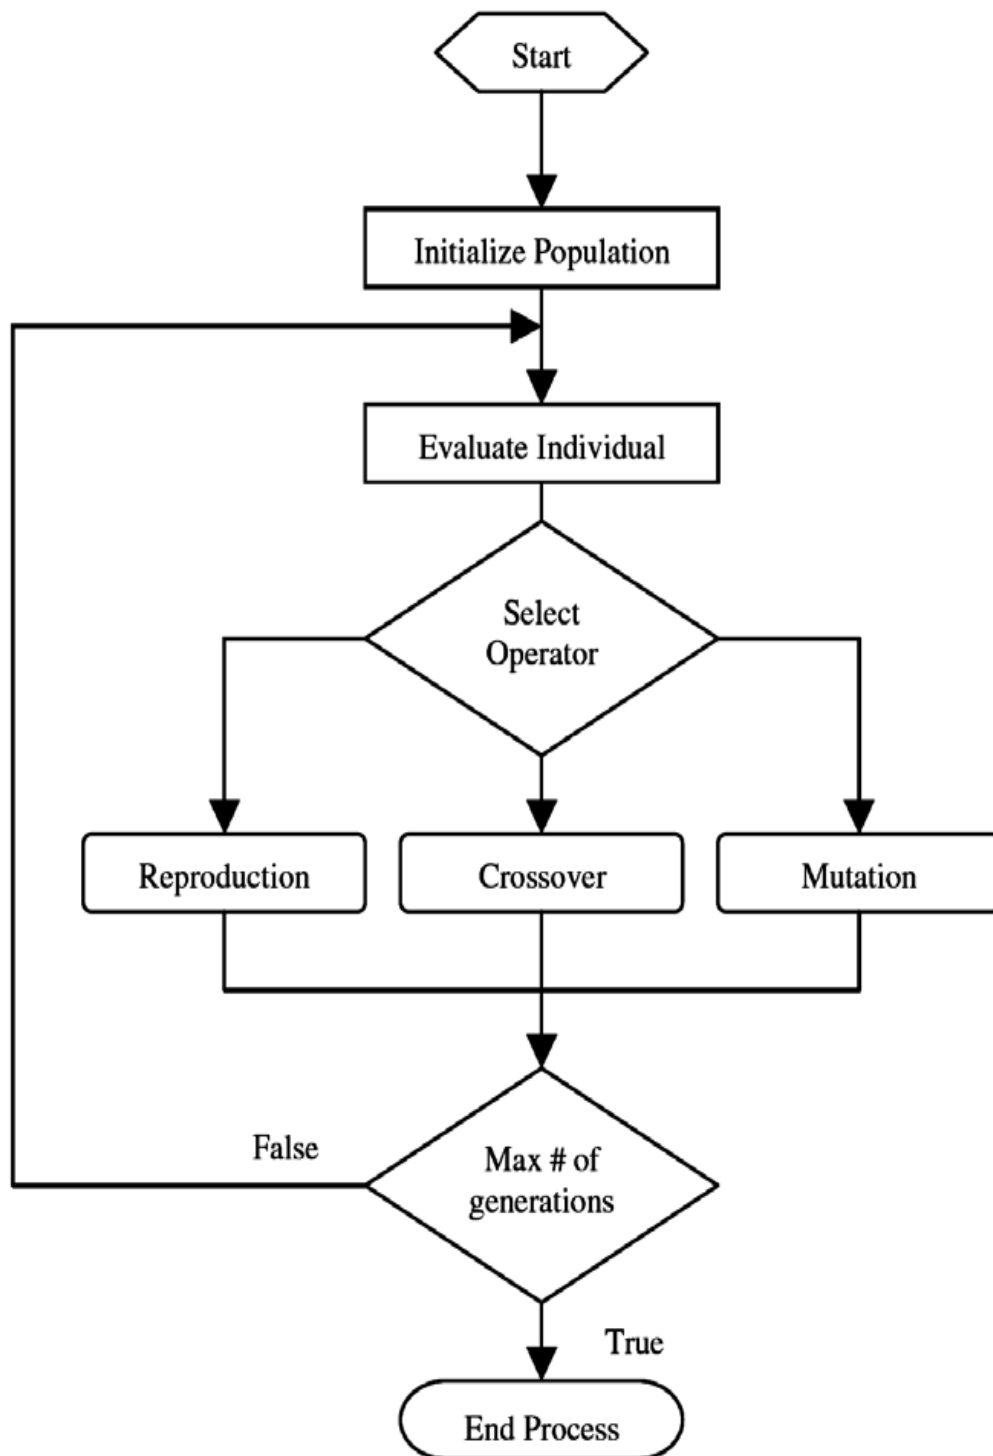 Start
Initialize Population
Evaluate Individual
Select
Operator
Reproduction
Crossover
Mutation
False
Max # of
generations
True
End Process